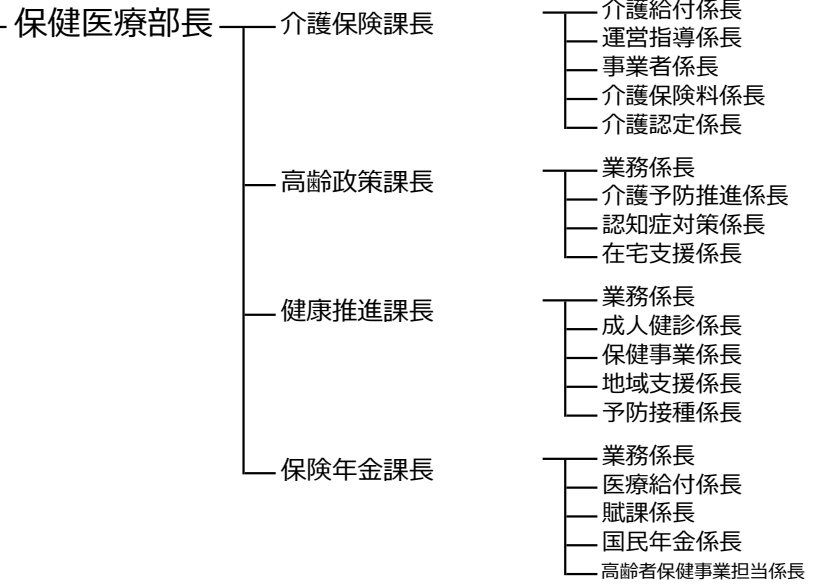 保健医療部長
介護保険課長
介護給付係長
運営指導係長
事業者係長
介護保険料係長
介護認定係長
高齢政策課長
業務係長
介護予防推進係長
認知症対策係長
在宅支援係長
健康推進課長
業務係長
成人健診係長
保健事業係長
地域支援係長
予防接種係長
保険年金課長
業務係長
医療給付係長
賦課係長
国民年金係長
高齢者保健事業担当係長